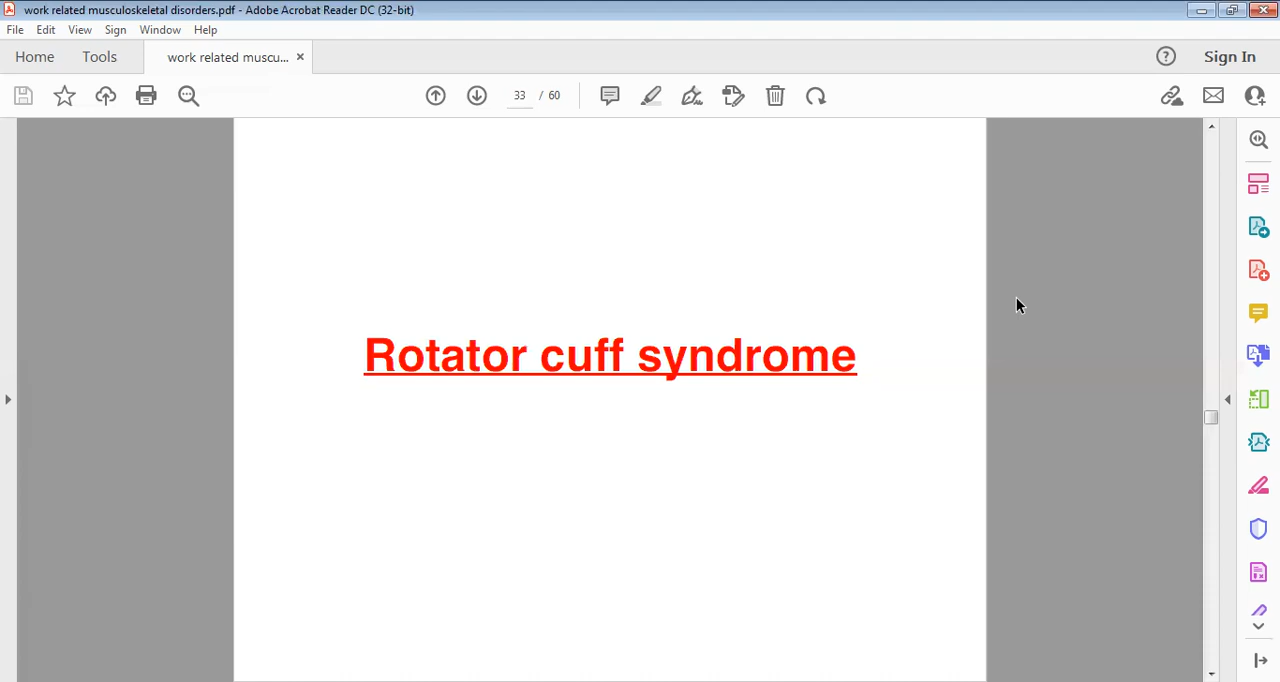 work related musculoskeletal disorders.pdf - Adobe Acrobat Reader DC (32-bit)
File Edit View Sign Window Help
Home Tools work related muscu... × ? Sign In
33 / 60
Rotator cuff syndrome